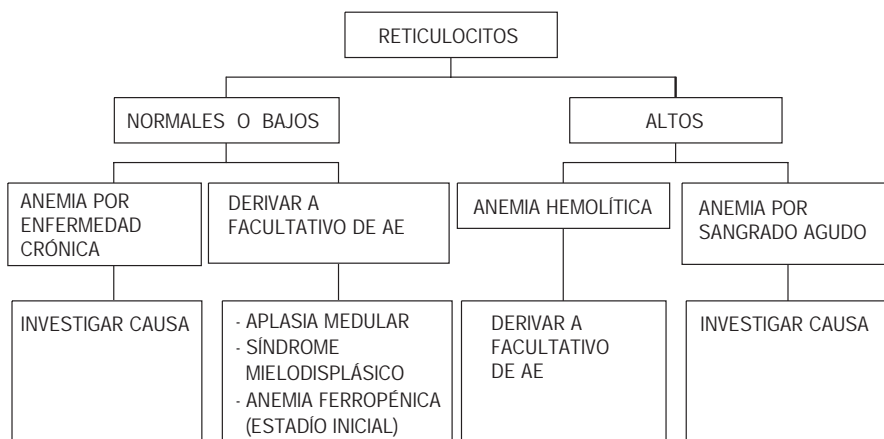 RETICULOCITOS
NORMALES O BAJOS
ALTOS
ANEMIA POR
ENFERMEDAD
CRÓNICA
DERIVAR A
FACULTATIVO DE AE
ANEMIA HEMOLÍTICA
ANEMIA POR
SANGRADO AGUDO
INVESTIGAR CAUSA
- APLASIA MEDULAR
- SÍNDROME
MIELODISPLÁSICO
- ANEMIA FERROPÉNICA
(ESTADÍO INICIAL)
DERIVAR A
FACULTATIVO
DE AE
INVESTIGAR CAUSA